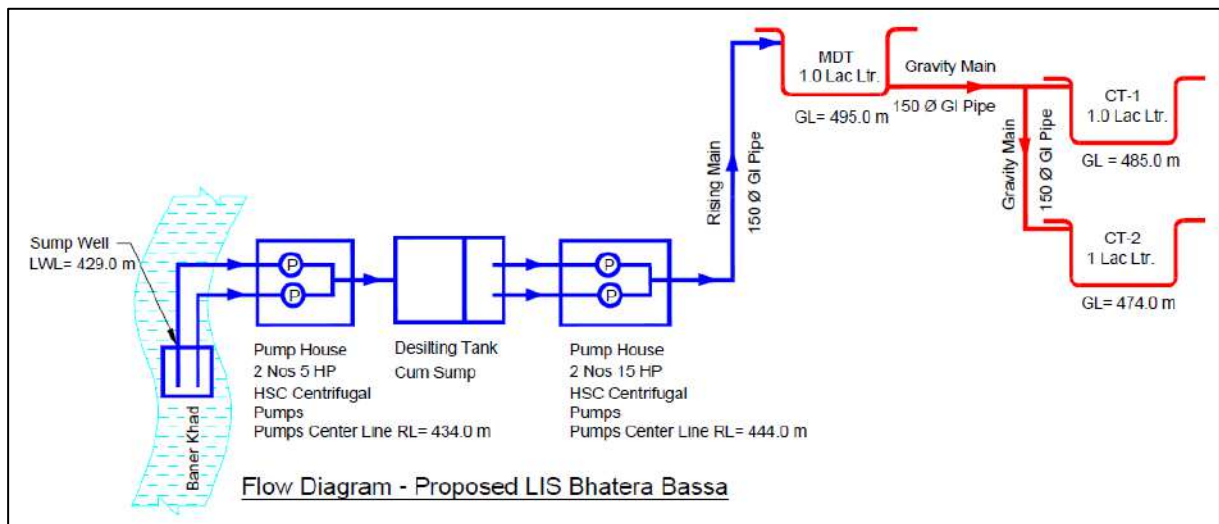 MDT
1.0 Lac Ltr.
GL= 495.0 m
Gravity Main
150 Ø GI Pipe
CT-1
1.0 Lac Ltr.
GL = 485.0 m
Gravity Main
150 Ø GI Pipe
CT-2
1 Lac Ltr.
GL= 474.0 m
Rising Main
150 Ø GI Pipe
Sump Well
LWL= 429.0 m
P
P
P
P
Pump House
2 Nos 5 HP
HSC Centrifugal
Pumps
Pumps Center Line RL= 434.0 m
Desilting Tank
Cum Sump
Pump House
2 Nos 15 HP
HSC Centrifugal
Pumps
Pumps Center Line RL= 444.0 m
Baner Khad
Flow Diagram - Proposed LIS Bhatera Bassa